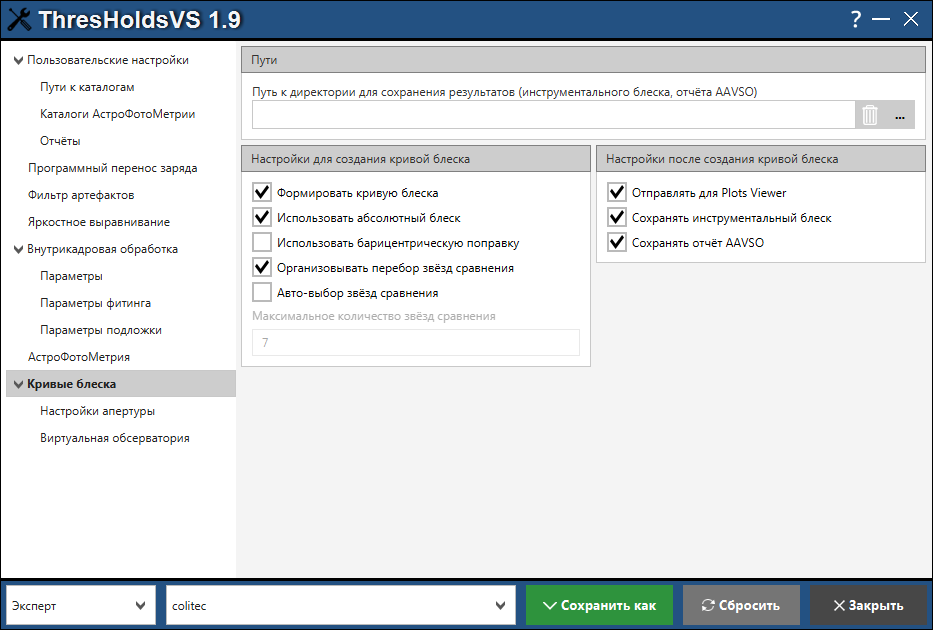 ThresHoldsVS 1.9
?
Пользовательские настройки
Пути к каталогам
Каталоги АстроФотоМетрии
Отчёты
Программный перенос заряда
Фильтр артефактов
Яркостное выравнивание
Внутрикадровая обработка
Параметры
Параметры фитинга
Параметры подложки
АстроФотоМетрия
Кривые блеска
Настройки апертуры
Виртуальная обсерватория
Пути
Путь к директории для сохранения результатов (инструментального блеска, отчёта AAVSO)
...
Настройки для создания кривой блеска
Формировать кривую блеска
Использовать абсолютный блеск
Использовать барицентрическую поправку
Организовывать перебор звёзд сравнения
Авто-выбор звёзд сравнения
Максимальное количество звёзд сравнения
7
Настройки после создания кривой блеска
Отправлять для Plots Viewer
Сохранять инструментальный блеск
Сохранять отчёт AAVSO
Эксперт
colitec
Сохранить как
Сбросить
Закрыть